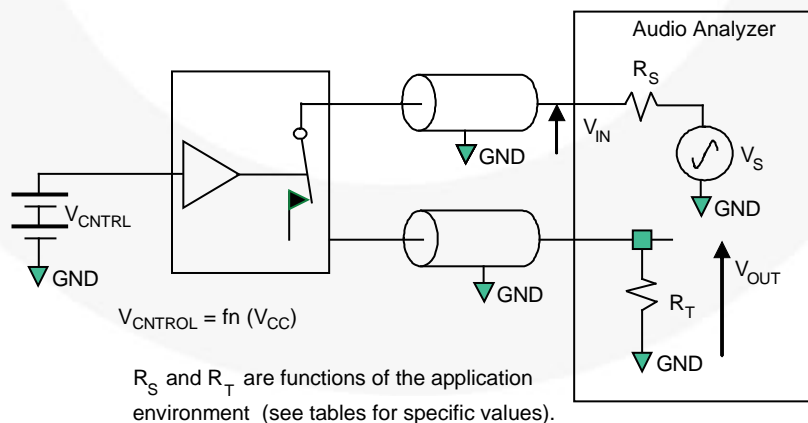 Audio Analyzer
R_S
V_IN
GND
V_S
GND
V_CNTRL
GND
GND
V_OUT
R_T
GND
V_CNTROL = fn (V_CC)
R_S and R_T are functions of the application
environment (see tables for specific values).